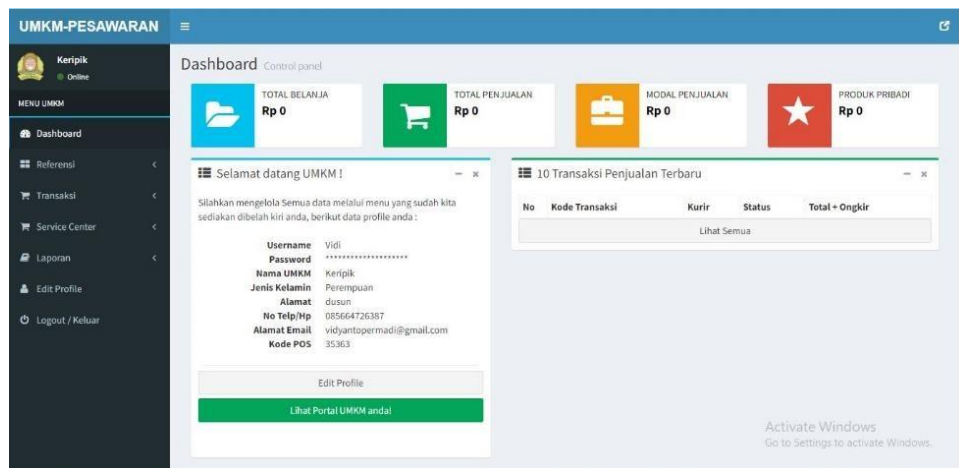 UMKM-PESAWARAN
Keripik
Online
MENU UMKM
Dashboard
Referensi
Transaksi
Service Center
Laporan
Edit Profile
Logout / Keluar
Dashboard Control panel
TOTAL BELANJA
Rp 0
TOTAL PENJUALAN
Rp 0
MODAL PENJUALAN
Rp 0
PRODUK PRIBADI
Rp 0
Selamat datang UMKM !
Silahkan mengelola Semua data melalui menu yang sudah kita
sediakan dibelah kiri anda, berikut data profile anda :
Username Vidi
Password ********************
Nama UMKM Keripik
Jenis Kelamin Perempuan
Alamat dusun
No Telp/Hp 085664726387
Alamat Email vidyantopermadi@gmail.com
Kode POS 35363
Edit Profile
Lihat Portal UMKM anda!
10 Transaksi Penjualan Terbaru
No Kode Transaksi Kurir Status Total + Ongkir
Lihat Semua
Activate Windows
Go to Settings to activate Windows.